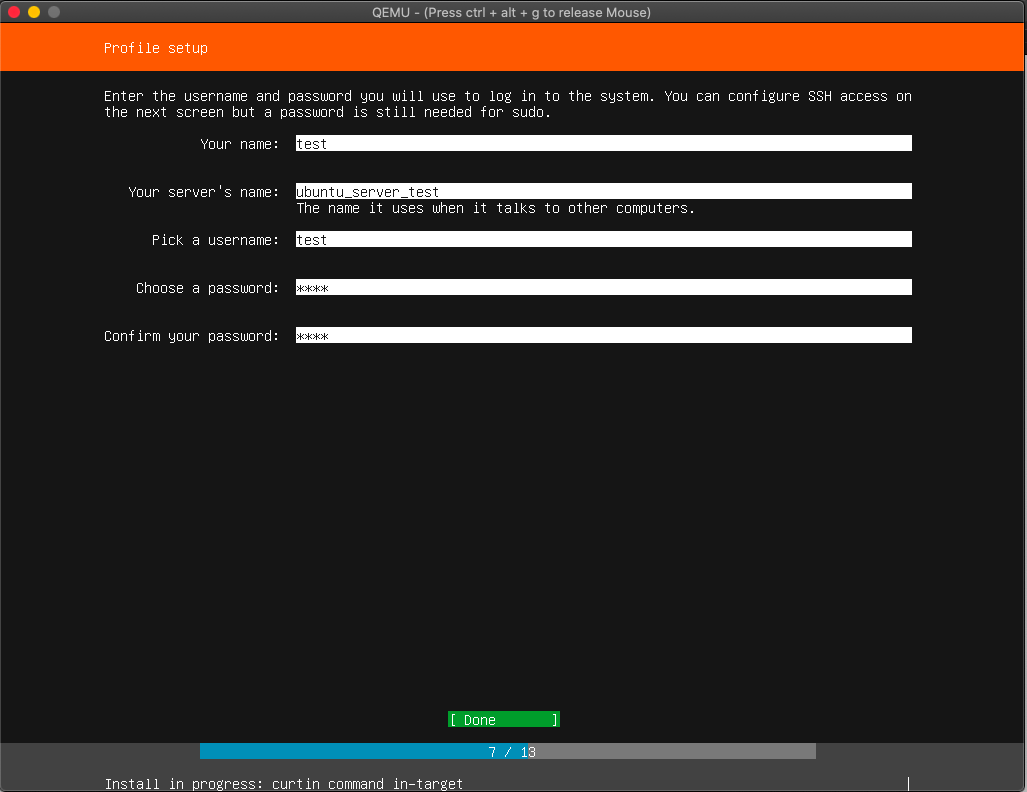 QEMU - (Press ctrl + alt + g to release Mouse)
Profile setup
Enter the username and password you will use to log in to the system. You can configure SSH access on
the next screen but a password is still needed for sudo.
Your name: test
Your server's name: ubuntu_server_test
The name it uses when it talks to other computers.
Pick a username: test
Choose a password: ****
Confirm your password: ****
[ Done ]
7 / 13
Install in progress: curtin command in-target